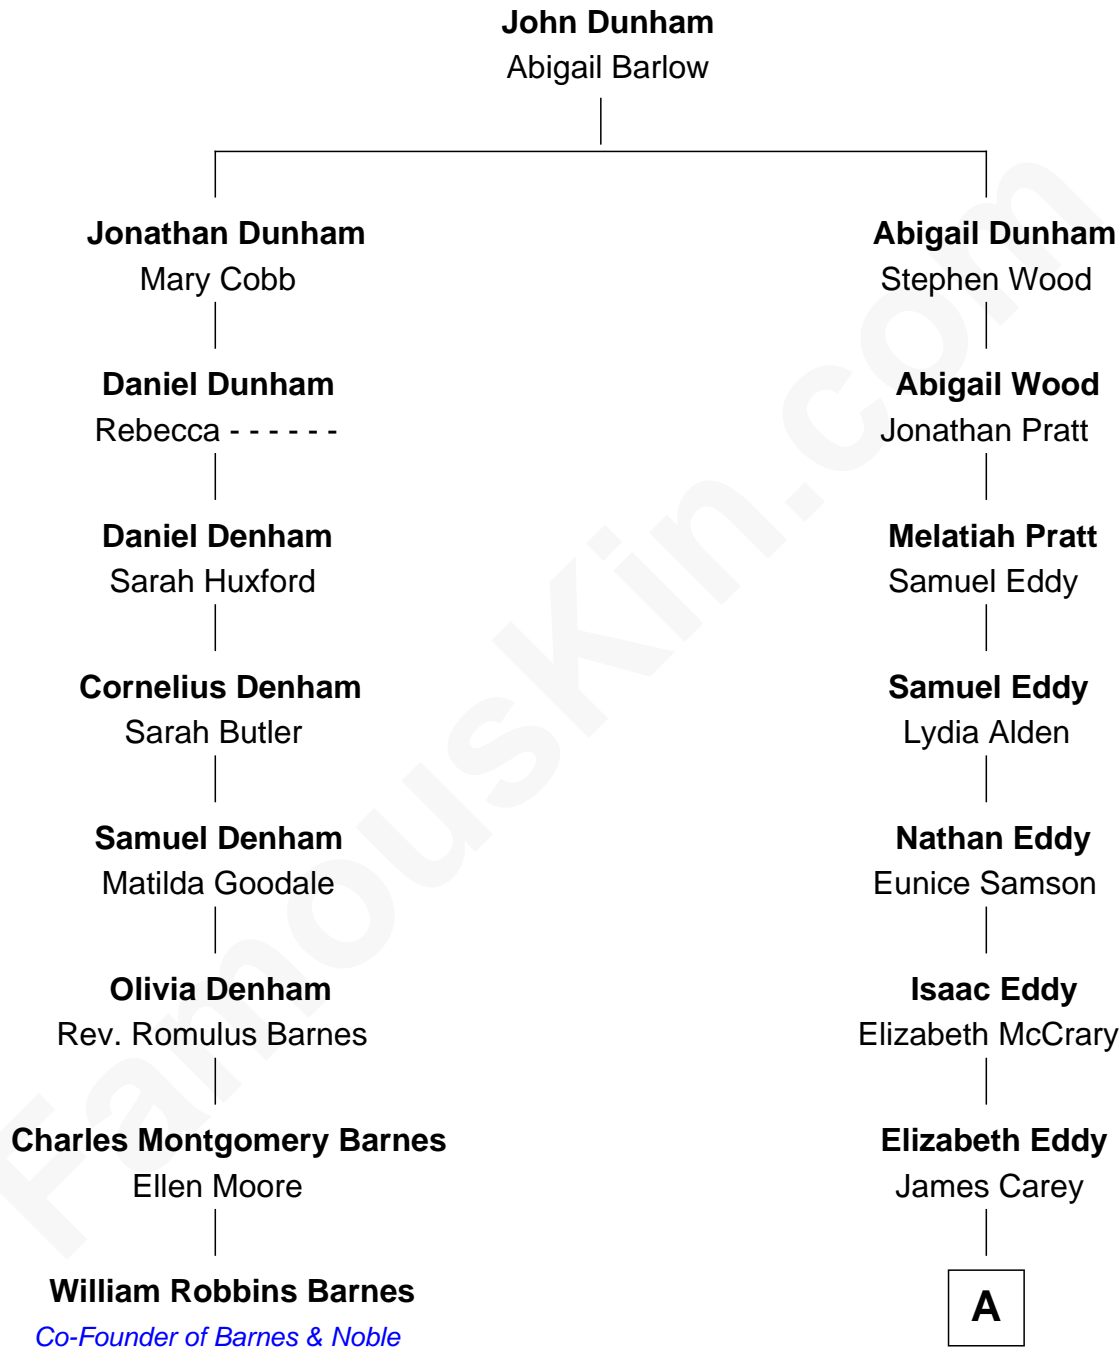 John Dunham
Abigail Barlow
Jonathan Dunham
Mary Cobb
Abigail Dunham
Stephen Wood
Daniel Dunham
Rebecca - - - - - -
Abigail Wood
Jonathan Pratt
Daniel Denham
Sarah Huxford
Melatiah Pratt
Samuel Eddy
Cornelius Denham
Sarah Butler
Samuel Eddy
Lydia Alden
Samuel Denham
Matilda Goodale
Nathan Eddy
Eunice Samson
Olivia Denham
Rev. Romulus Barnes
Isaac Eddy
Elizabeth McCrary
Charles Montgomery Barnes
Ellen Moore
Elizabeth Eddy
James Carey
William Robbins Barnes
Co-Founder of Barnes & Noble
A
FamousKin.com